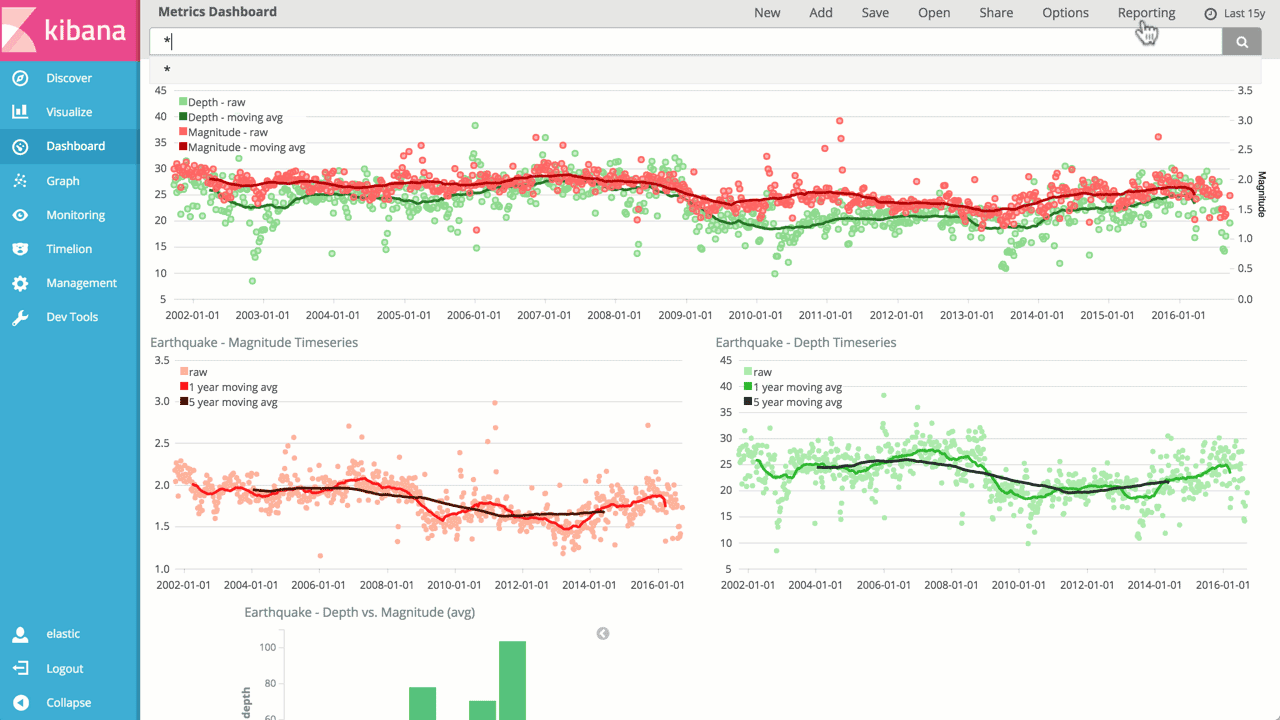 kibana
Discover
Visualize
Dashboard
Graph
Monitoring
Timelion
Management
Dev Tools
elastic
Logout
Collapse
Metrics Dashboard
New Add Save Open Share Options Reporting Last 15y
*
*
45 3.5
40 3.0
35 2.5
30 2.0
25 1.5
20 1.0
15 0.5
10 0.0
5
Depth - raw
Depth - moving avg
Magnitude - raw
Magnitude - moving avg
Magnitude
2002-01-01 2003-01-01 2004-01-01 2005-01-01 2006-01-01 2007-01-01 2008-01-01 2009-01-01 2010-01-01 2011-01-01 2012-01-01 2013-01-01 2014-01-01 2015-01-01 2016-01-01
Earthquake - Magnitude Timeseries
3.5
3.0
2.5
2.0
1.5
1.0
raw
1 year moving avg
5 year moving avg
2002-01-01 2004-01-01 2006-01-01 2008-01-01 2010-01-01 2012-01-01 2014-01-01 2016-01-01
Earthquake - Depth Timeseries
45
40
35
30
25
20
15
10
5
raw
1 year moving avg
5 year moving avg
2002-01-01 2004-01-01 2006-01-01 2008-01-01 2010-01-01 2012-01-01 2014-01-01 2016-01-01
Earthquake - Depth vs. Magnitude (avg)
100
80
60
depth